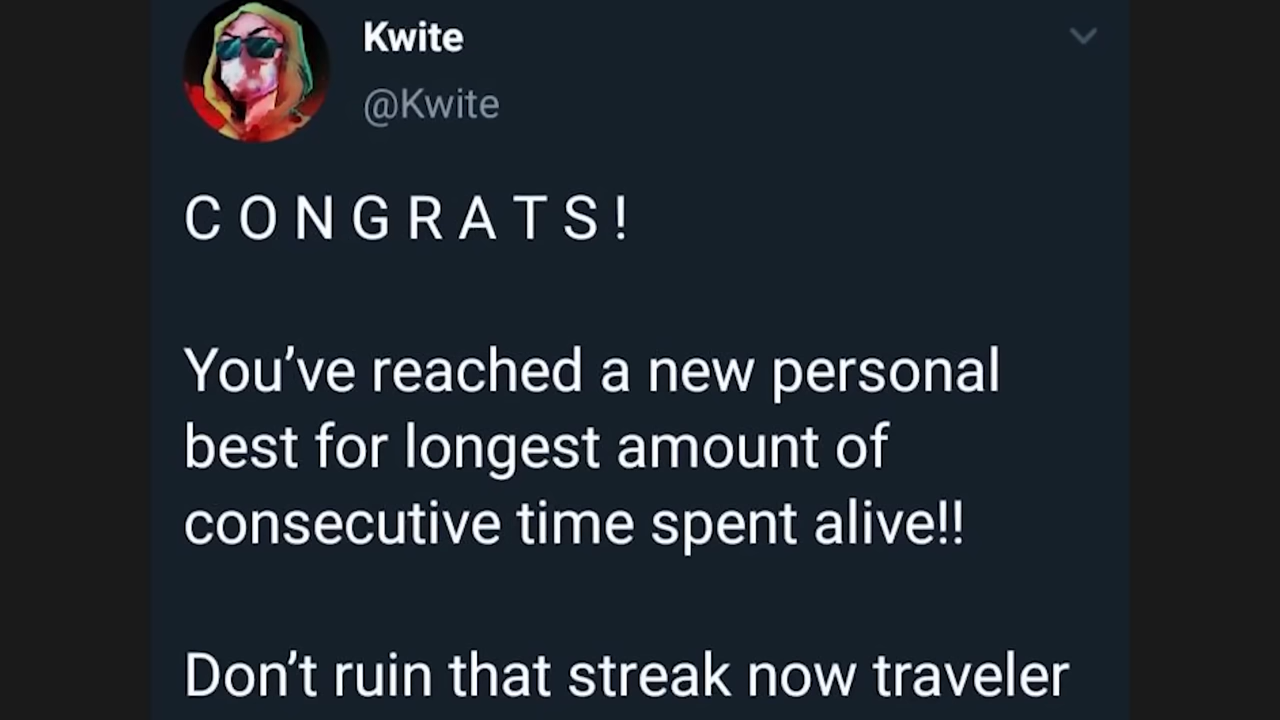 Kwite
@Kwite
C O N G R A T S !
You’ve reached a new personal
best for longest amount of
consecutive time spent alive!!
Don’t ruin that streak now traveler